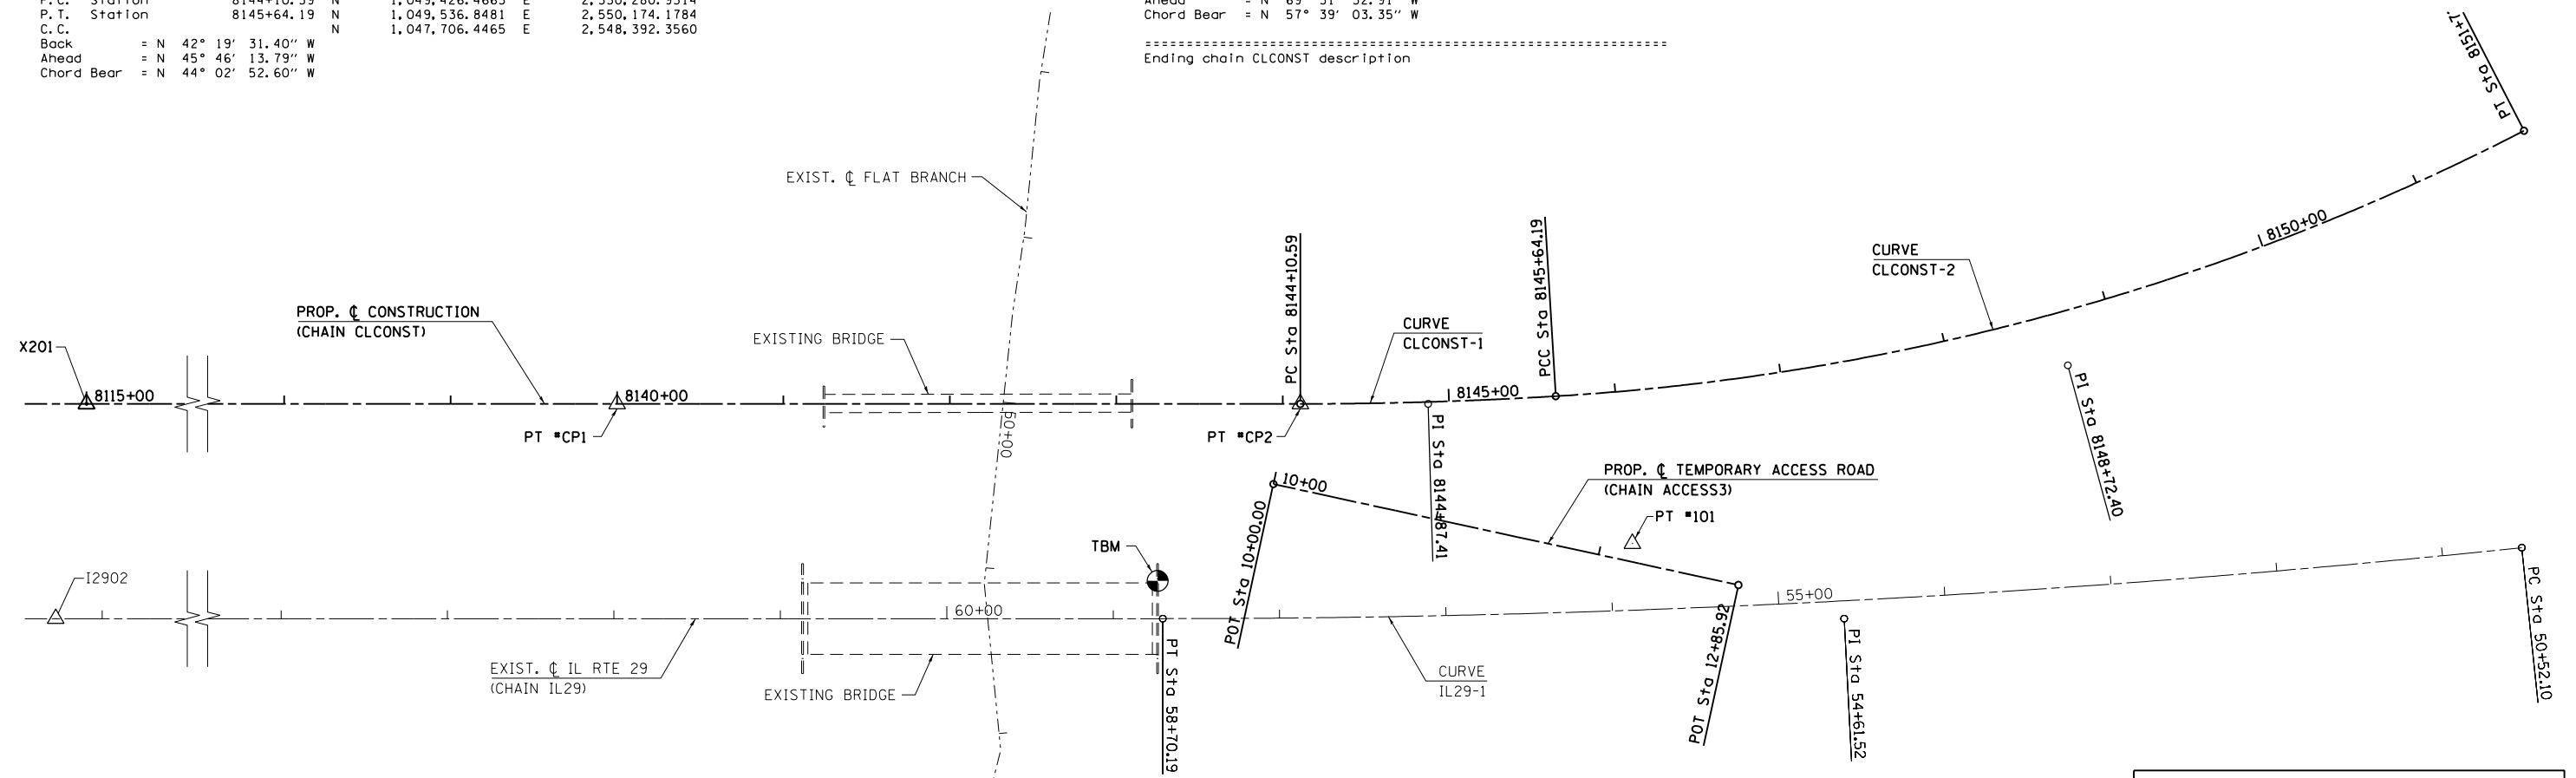 P.T. Station 8145+64.19 N 1,049,536.8481 E 2,550,174.1784
C.C. N 1,047,706.4465 E 2,548,392.3560
Back = N 42° 19' 31.40" W
Ahead = N 45° 46' 13.79" W
Chord Bear = N 44° 02' 52.60" W
Chord Bear = N 57° 39' 03.35" W
Ending chain CLCONST description
PT Sta 8151+7
EXIST. ℄ FLAT BRANCH
8150+00
CURVE
CLCONST-2
PC Sta 8144+10.59
PCC Sta 8145+64.19
PROP. ℄ CONSTRUCTION
(CHAIN CLCONST)
EXISTING BRIDGE
CURVE
CLCONST-1
X201
8115+00
8140+00
8145+00
PT #CP1
50+00
PT #CP2
PI Sta 8144+87.41
PI Sta 8148+72.40
10+00
PROP. ℄ TEMPORARY ACCESS ROAD
(CHAIN ACCESS3)
PT #101
POT Sta 10+00.00
TBM
I2902
60+00
55+00
POT Sta 12+85.92
PT Sta 58+70.19
PI Sta 54+61.52
PC Sta 50+52.10
EXIST. ℄ IL RTE 29
(CHAIN IL29)
EXISTING BRIDGE
CURVE
IL29-1